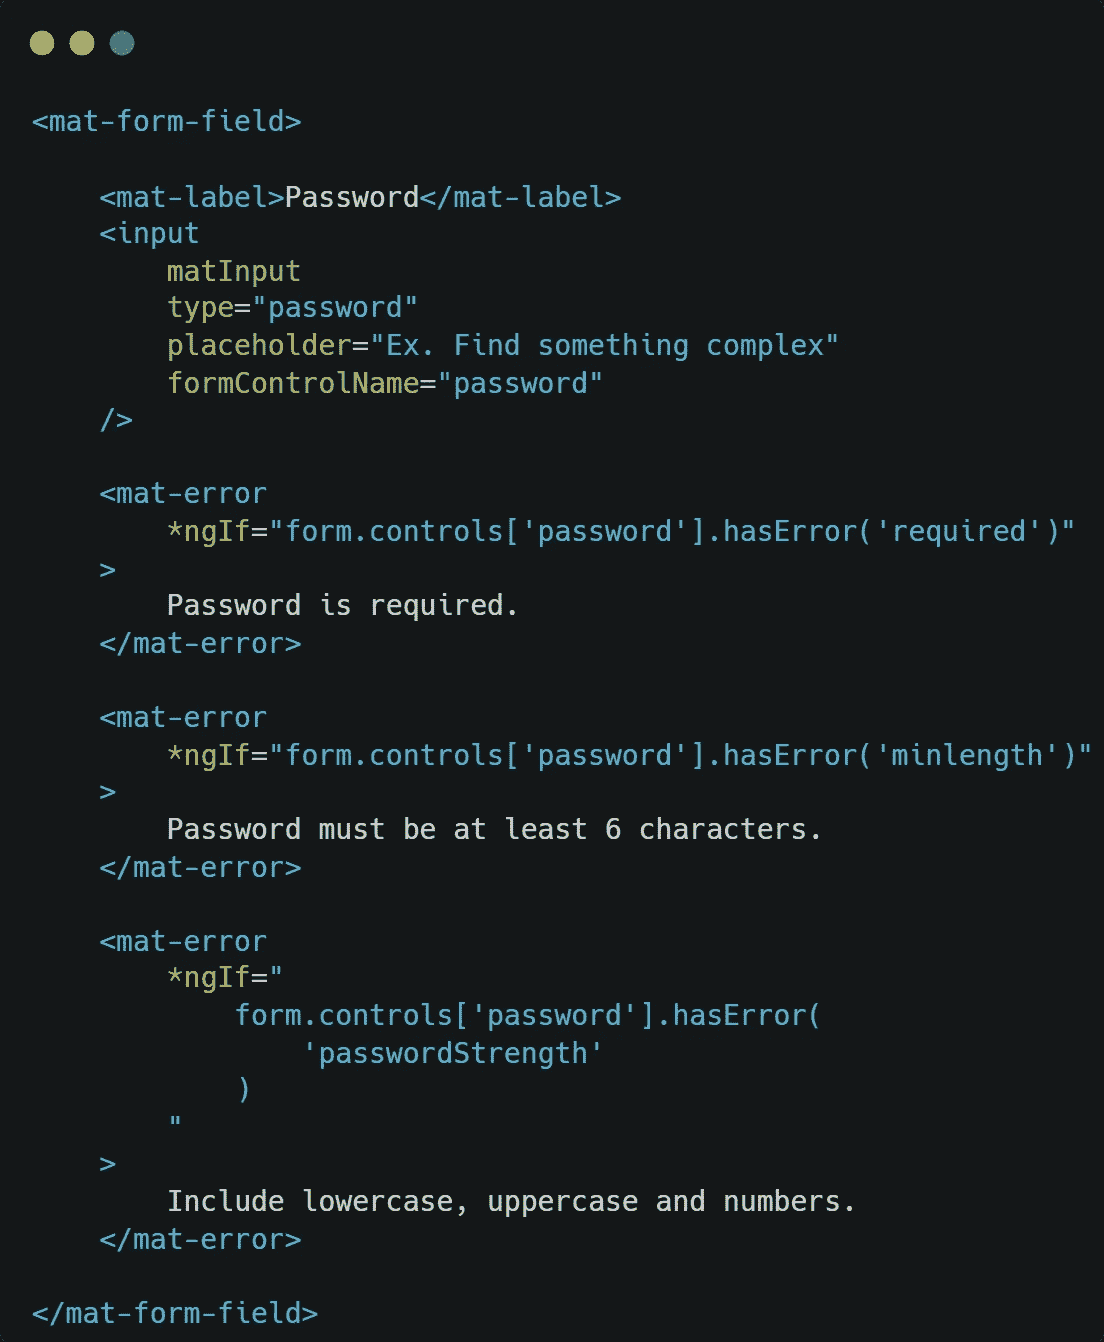 <mat-form-field>
<mat-label>Password</mat-label>
<input
matInput
type="password"
placeholder="Ex. Find something complex"
formControlName="password"
/>
<mat-error
*ngIf="form.controls['password'].hasError('required')"
>
Password is required.
</mat-error>
<mat-error
*ngIf="form.controls['password'].hasError('minlength')"
>
Password must be at least 6 characters.
</mat-error>
<mat-error
*ngIf="
form.controls['password'].hasError(
'passwordStrength'
)
"
>
Include lowercase, uppercase and numbers.
</mat-error>
</mat-form-field>